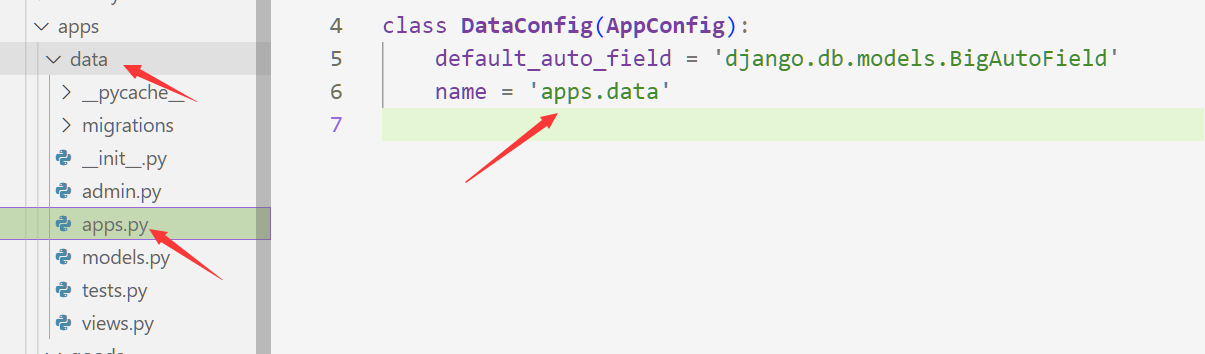 apps
data
__pycache__
migrations
__init__.py
admin.py
apps.py
models.py
tests.py
views.py
4 class DataConfig(AppConfig):
5 default_auto_field = 'django.db.models.BigAutoField'
6 name = 'apps.data'
7